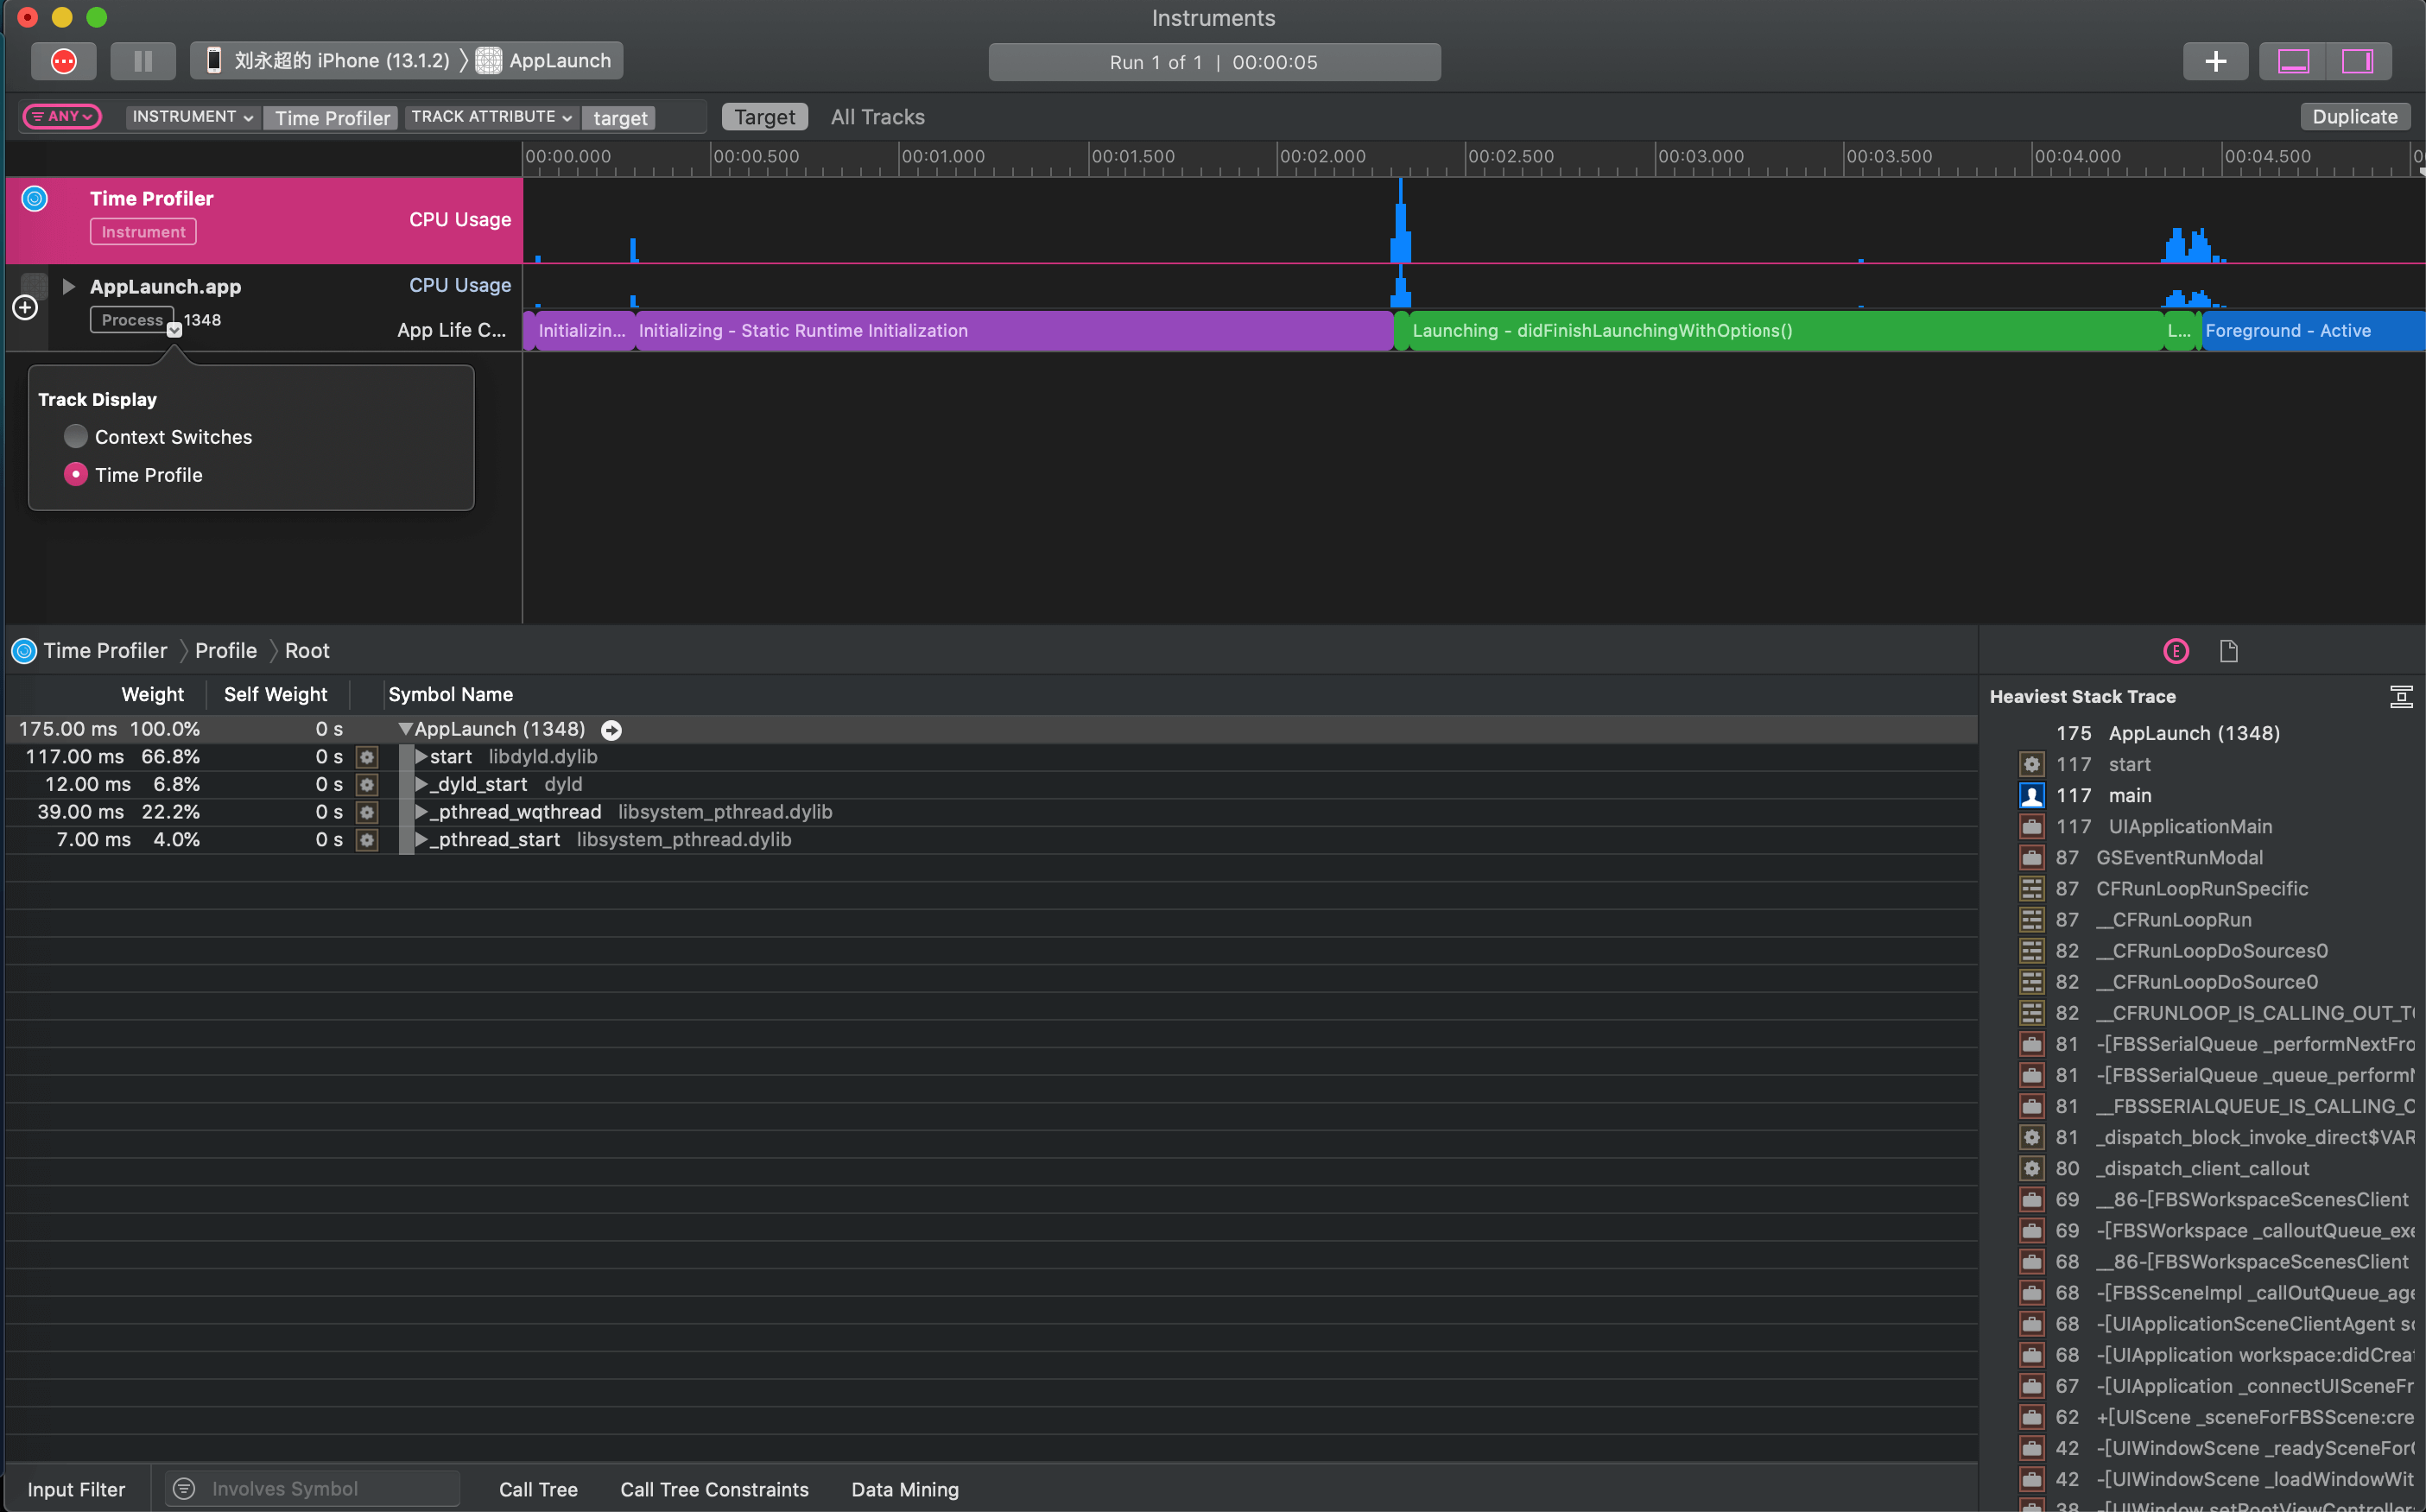 Instruments
刘永超的 iPhone (13.1.2) AppLaunch
Run 1 of 1 | 00:00:05
ANY INSTRUMENT Time Profiler TRACK ATTRIBUTE target Target All Tracks Duplicate
00:00.000 00:00.500 00:01.000 00:01.500 00:02.000 00:02.500 00:03.000 00:03.500 00:04.000 00:04.500
Time Profiler
Instrument
CPU Usage
AppLaunch.app
CPU Usage
Process 1348
App Life C...
Initializin... Initializing - Static Runtime Initialization Launching - didFinishLaunchingWithOptions() L... Foreground - Active
Track Display
Context Switches
Time Profile
Time Profiler Profile Root
Weight Self Weight Symbol Name
175.00 ms 100.0% 0 s AppLaunch (1348)
117.00 ms 66.8% 0 s start libdyld.dylib
12.00 ms 6.8% 0 s _dyld_start dyld
39.00 ms 22.2% 0 s _pthread_wqthread libsystem_pthread.dylib
7.00 ms 4.0% 0 s _pthread_start libsystem_pthread.dylib
E
Heaviest Stack Trace
175 AppLaunch (1348)
117 start
117 main
117 UIApplicationMain
87 GSEventRunModal
87 CFRunLoopRunSpecific
87 __CFRunLoopRun
82 __CFRunLoopDoSources0
82 __CFRunLoopDoSource0
82 __CFRUNLOOP_IS_CALLING_OUT_T
81 -[FBSSerialQueue _performNextFro
81 -[FBSSerialQueue _queue_perform
81 __FBSSERIALQUEUE_IS_CALLING_O
81 _dispatch_block_invoke_direct$VAR
80 _dispatch_client_callout
69 __86-[FBSWorkspaceScenesClient
69 -[FBSWorkspace _calloutQueue_exe
68 __86-[FBSWorkspaceScenesClient
68 -[FBSSceneImpl _callOutQueue_age
68 -[UIApplicationSceneClientAgent sc
68 -[UIApplication workspace:didCreat
67 -[UIApplication _connectUISceneFr
62 +[UIScene _sceneForFBSScene:cre
42 -[UIWindowScene _readySceneForC
42 -[UIWindowScene _loadWindowWit
38 -[UIWindow setRootViewController:
Input Filter Involves Symbol Call Tree Call Tree Constraints Data Mining